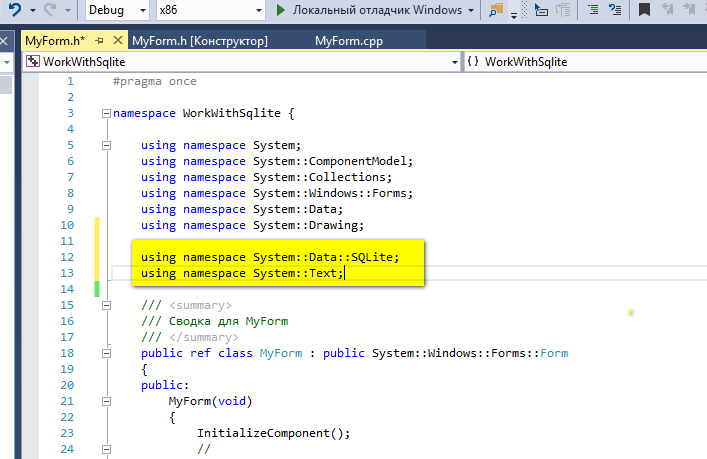 Debug x86 Локальный отладчик Windows
MyForm.h* MyForm.h [Конструктор] MyForm.cpp
WorkWithSqlite {} WorkWithSqlite
1 #pragma once
2
3 namespace WorkWithSqlite {
4
5 using namespace System;
6 using namespace System::ComponentModel;
7 using namespace System::Collections;
8 using namespace System::Windows::Forms;
9 using namespace System::Data;
10 using namespace System::Drawing;
11
12 using namespace System::Data::SQLite;
13 using namespace System::Text;
14
15 /// <summary>
16 /// Сводка для MyForm
17 /// </summary>
18 public ref class MyForm : public System::Windows::Forms::Form
19 {
20 public:
21 MyForm(void)
22 {
23 InitializeComponent();
24 //